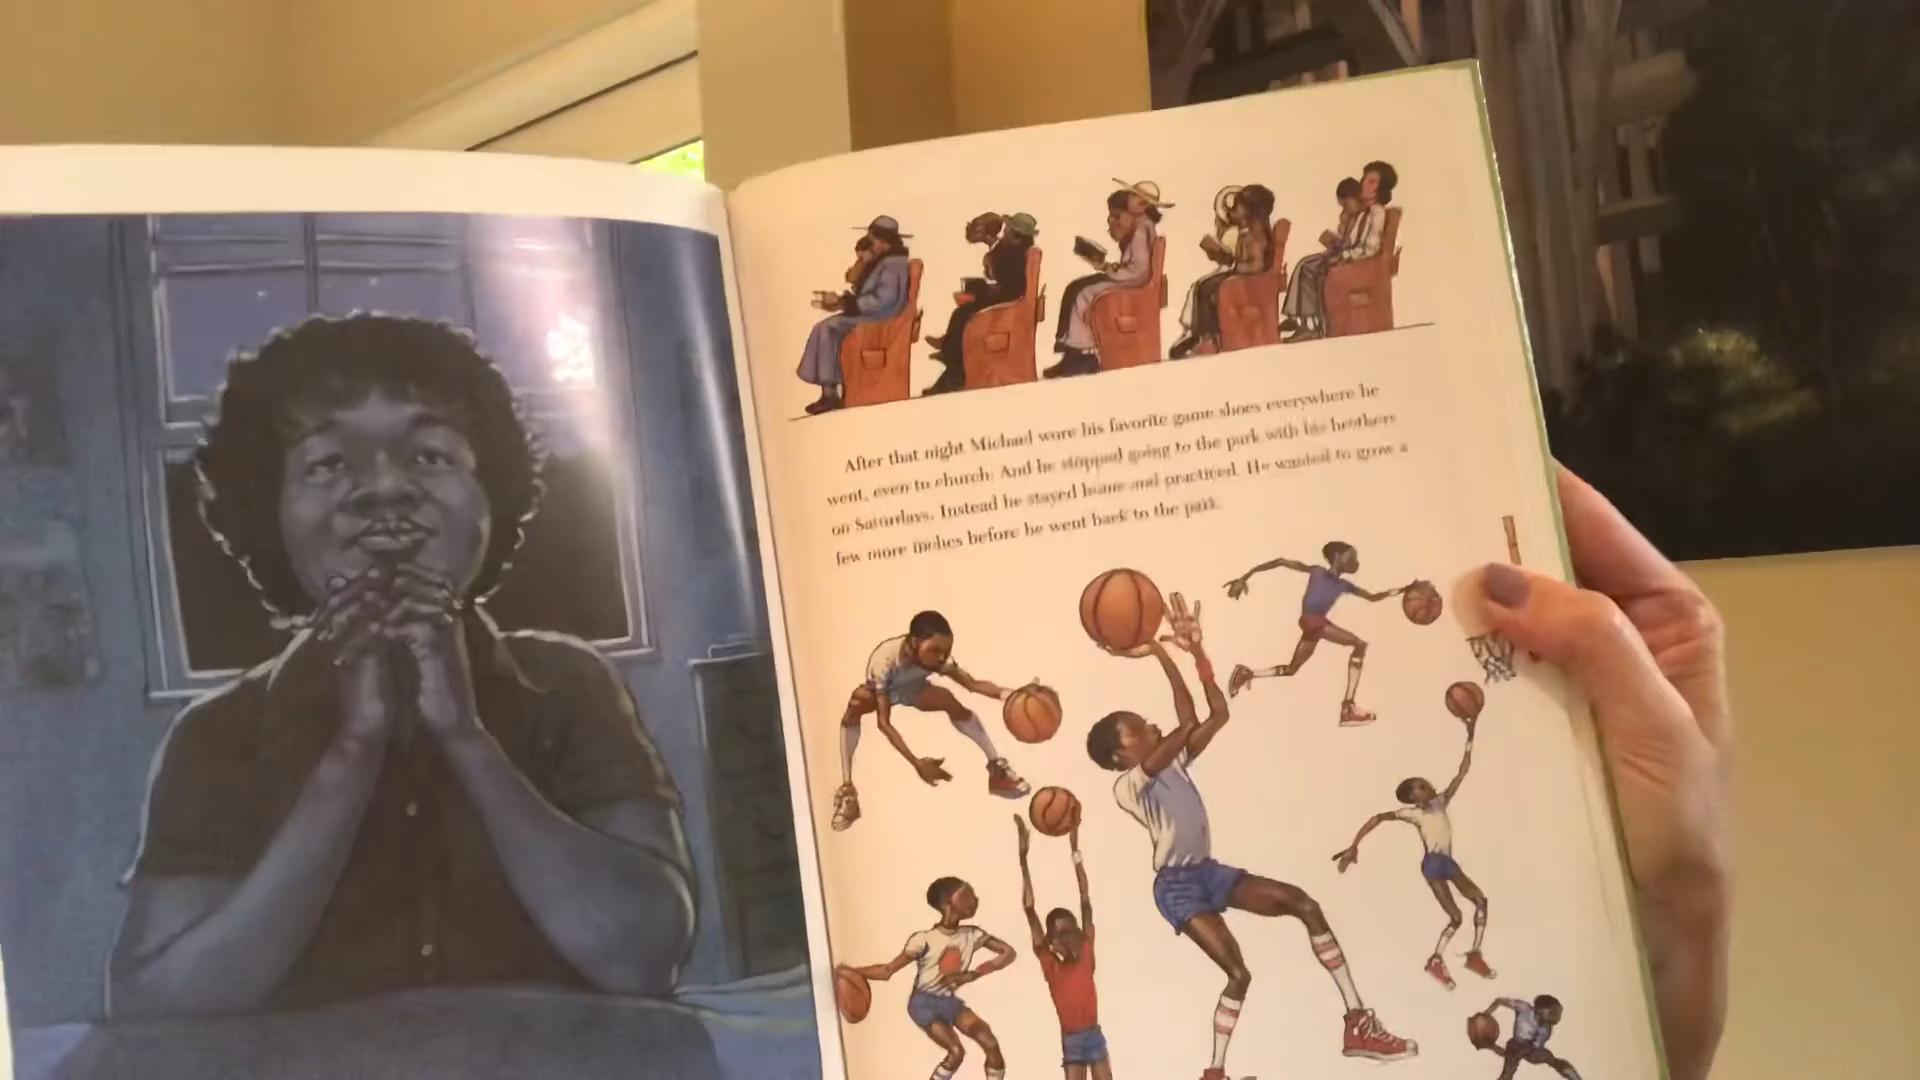 After that night Michael wore his favorite game shoes everywhere he
went, even to church. And he stopped going to the park with his brothers
on Saturdays. Instead he stayed home and practiced. He wanted to grow a
few more inches before he went back to the park.